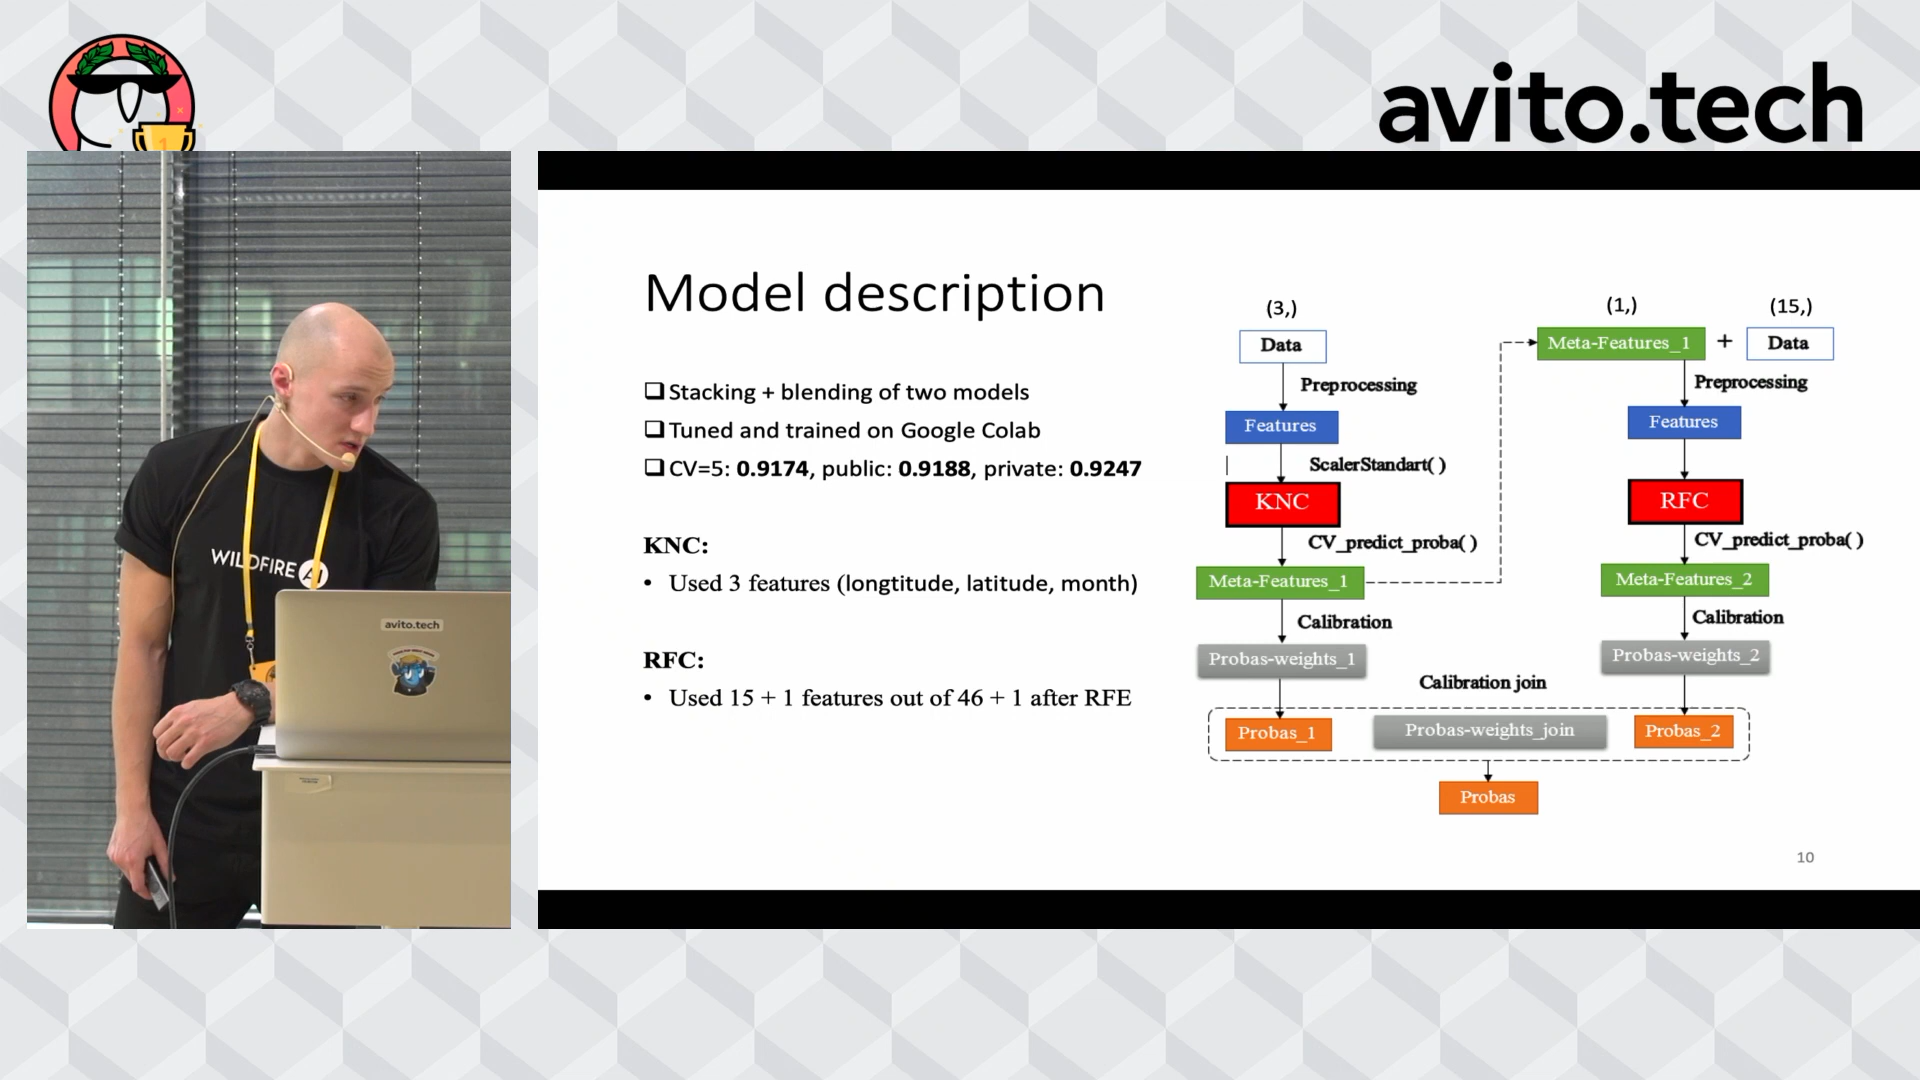 avito.tech
WILDFIRE AI
avito.tech
Model description
Stacking + blending of two models
Tuned and trained on Google Colab
CV=5: 0.9174, public: 0.9188, private: 0.9247
KNC:
• Used 3 features (longtitude, latitude, month)
RFC:
• Used 15 + 1 features out of 46 + 1 after RFE
(3,)
Data
Preprocessing
Features
ScalerStandart( )
KNC
CV_predict_proba( )
Meta-Features_1
Calibration
Probas-weights_1
(1,) (15,)
Meta-Features_1 + Data
Preprocessing
Features
RFC
CV_predict_proba( )
Meta-Features_2
Calibration
Probas-weights_2
Calibration join
Probas_1 Probas-weights_join Probas_2
Probas
10